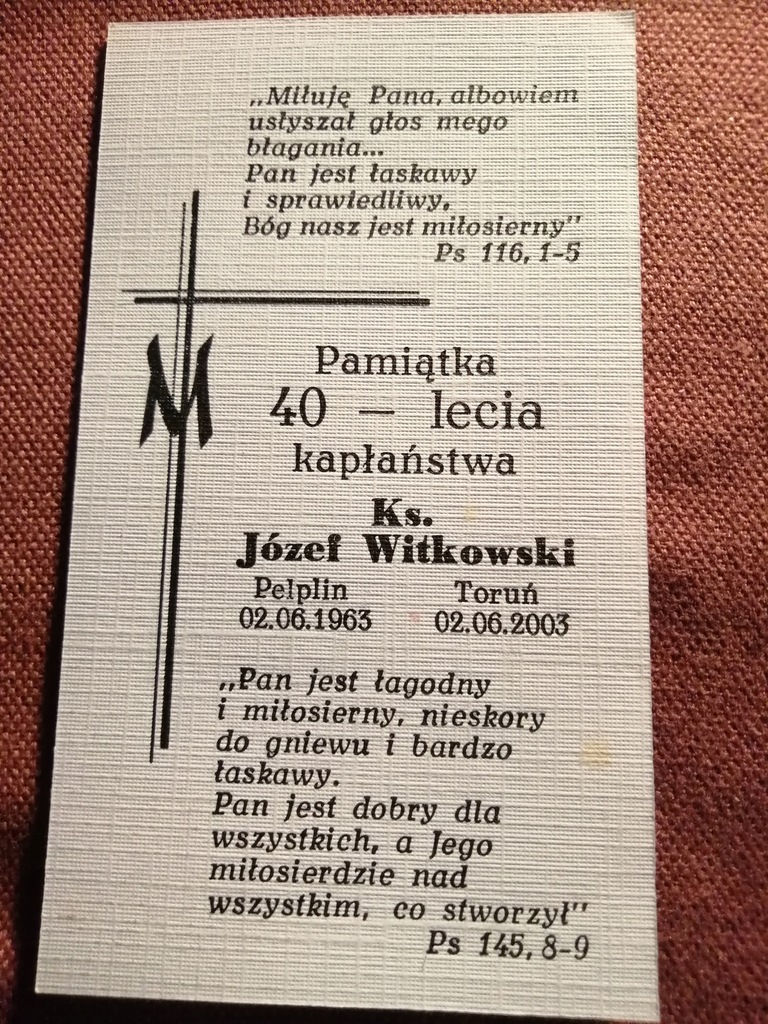 „Miłuję Pana, albowiem
usłyszał głos mego
błagania...
Pan jest łaskawy
i sprawiedliwy.
Bóg nasz jest miłosierny"
Ps 116, 1-5
M
Pamiątka
40 — lecia
kapłaństwa
Ks.
Józef Witkowski
Pelplin Toruń
02.06.1963 02.06.2003
„Pan jest łagodny
i miłosierny, nieskory
do gniewu i bardzo
łaskawy.
Pan jest dobry dla
wszystkich, a Jego
miłosierdzie nad
wszystkim, co stworzył"
Ps 145, 8-9